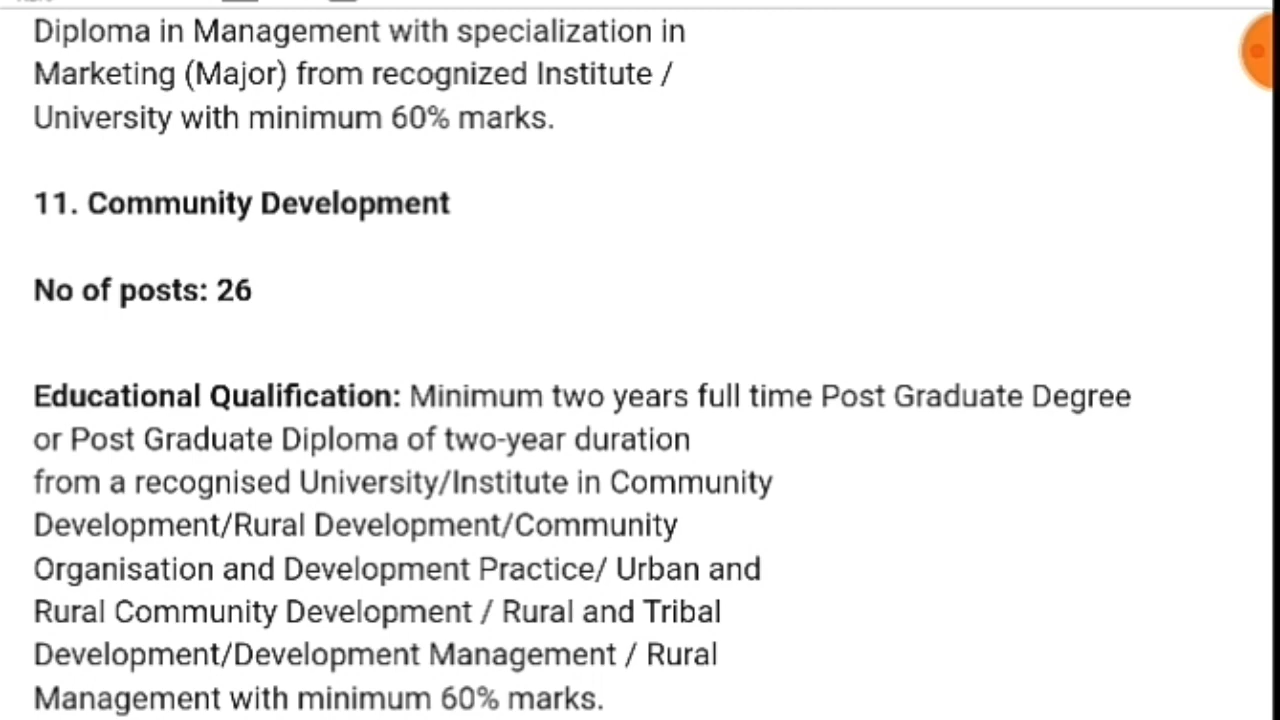 Diploma in Management with specialization in
Marketing (Major) from recognized Institute /
University with minimum 60% marks.
11. Community Development
No of posts: 26
Educational Qualification: Minimum two years full time Post Graduate Degree
or Post Graduate Diploma of two-year duration
from a recognised University/Institute in Community
Development/Rural Development/Community
Organisation and Development Practice/ Urban and
Rural Community Development / Rural and Tribal
Development/Development Management / Rural
Management with minimum 60% marks.